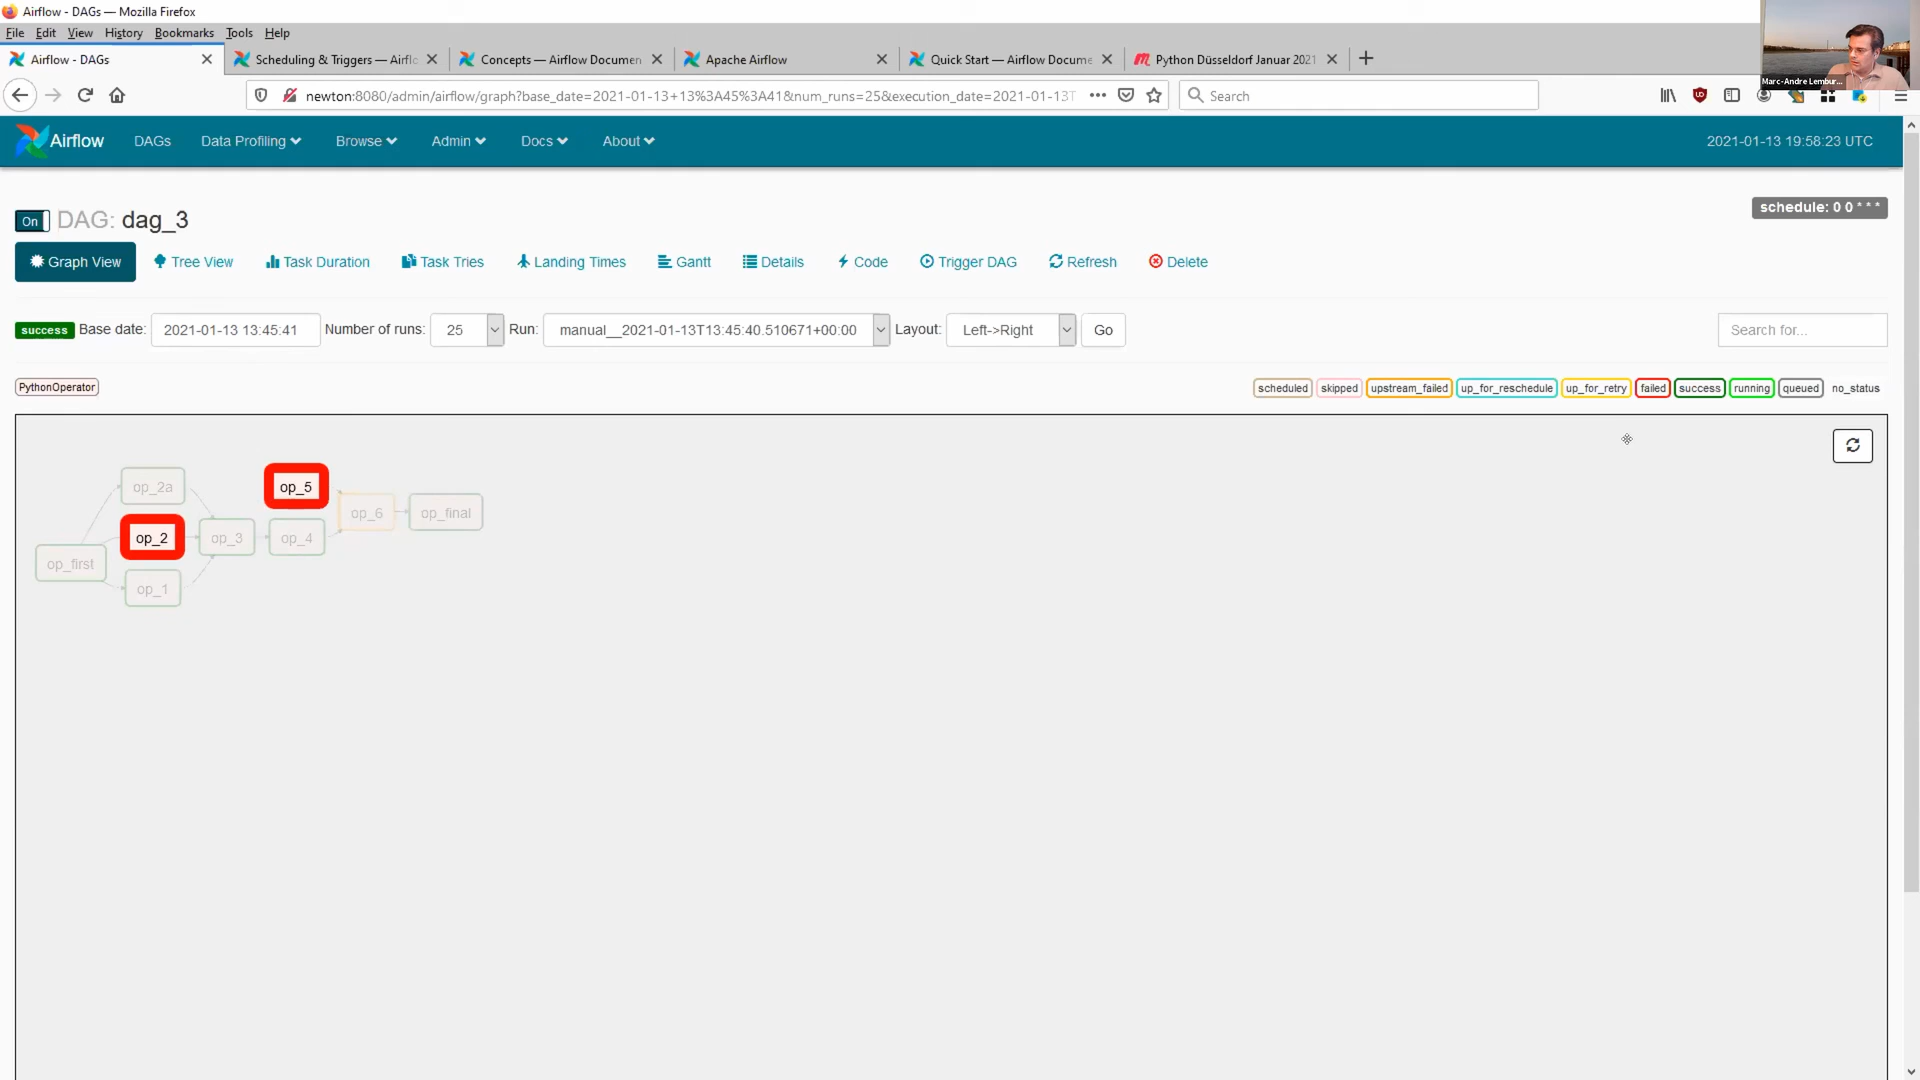 Airflow - DAGs — Mozilla Firefox
File Edit View History Bookmarks Tools Help
Airflow - DAGs
Scheduling & Triggers — Airflc
Concepts — Airflow Documen
Apache Airflow
Quick Start — Airflow Docume
Python Düsseldorf Januar 2021
newton:8080/admin/airflow/graph?base_date=2021-01-13+13%3A45%3A41&num_runs=25&execution_date=2021-01-13T
Search
Marc-Andre Lembur...
Airflow
DAGs
Data Profiling
Browse
Admin
Docs
About
2021-01-13 19:58:23 UTC
On DAG: dag_3
schedule: 0 0 * * *
Graph View
Tree View
Task Duration
Task Tries
Landing Times
Gantt
Details
Code
Trigger DAG
Refresh
Delete
success Base date: 2021-01-13 13:45:41 Number of runs: 25 Run: manual__2021-01-13T13:45:40.510671+00:00 Layout: Left->Right Go
Search for...
PythonOperator
scheduled skipped upstream_failed up_for_reschedule up_for_retry failed success running queued no_status
op_2a
op_5
op_6
op_final
op_2
op_3
op_4
op_first
op_1